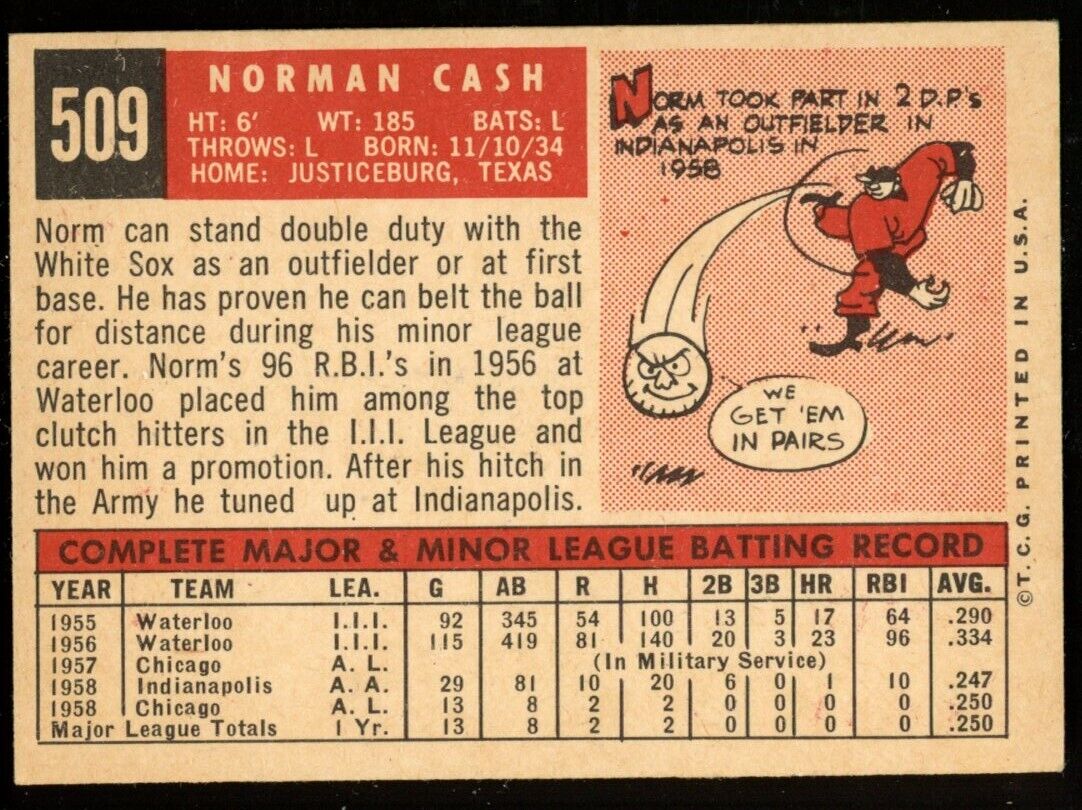 509
NORMAN CASH
HT: 6' WT: 185 BATS: L
THROWS: L BORN: 11/10/34
HOME: JUSTICEBURG, TEXAS
NORM TOOK PART IN 2 D.P's
AS AN OUTFIELDER IN
INDIANAPOLIS IN
1958
WE
GET 'EM
IN PAIRS
Norm can stand double duty with the
White Sox as an outfielder or at first
base. He has proven he can belt the ball
for distance during his minor league
career. Norm's 96 R.B.I.'s in 1956 at
Waterloo placed him among the top
clutch hitters in the I.I.I. League and
won him a promotion. After his hitch in
the Army he tuned up at Indianapolis.
COMPLETE MAJOR & MINOR LEAGUE BATTING RECORD
YEAR TEAM LEA. G AB R H 2B 3B HR RBI AVG.
1955 Waterloo I.I.I. 92 345 54 100 13 5 17 64 .290
1956 Waterloo I.I.I. 115 419 81 140 20 3 23 96 .334
1957 Chicago A. L. (In Military Service)
1958 Indianapolis A. A. 29 81 10 20 6 0 1 10 .247
1958 Chicago A. L. 13 8 2 2 0 0 0 0 .250
Major League Totals 1 Yr. 13 8 2 2 0 0 0 0 .250
©T. C. G. PRINTED IN U.S.A.